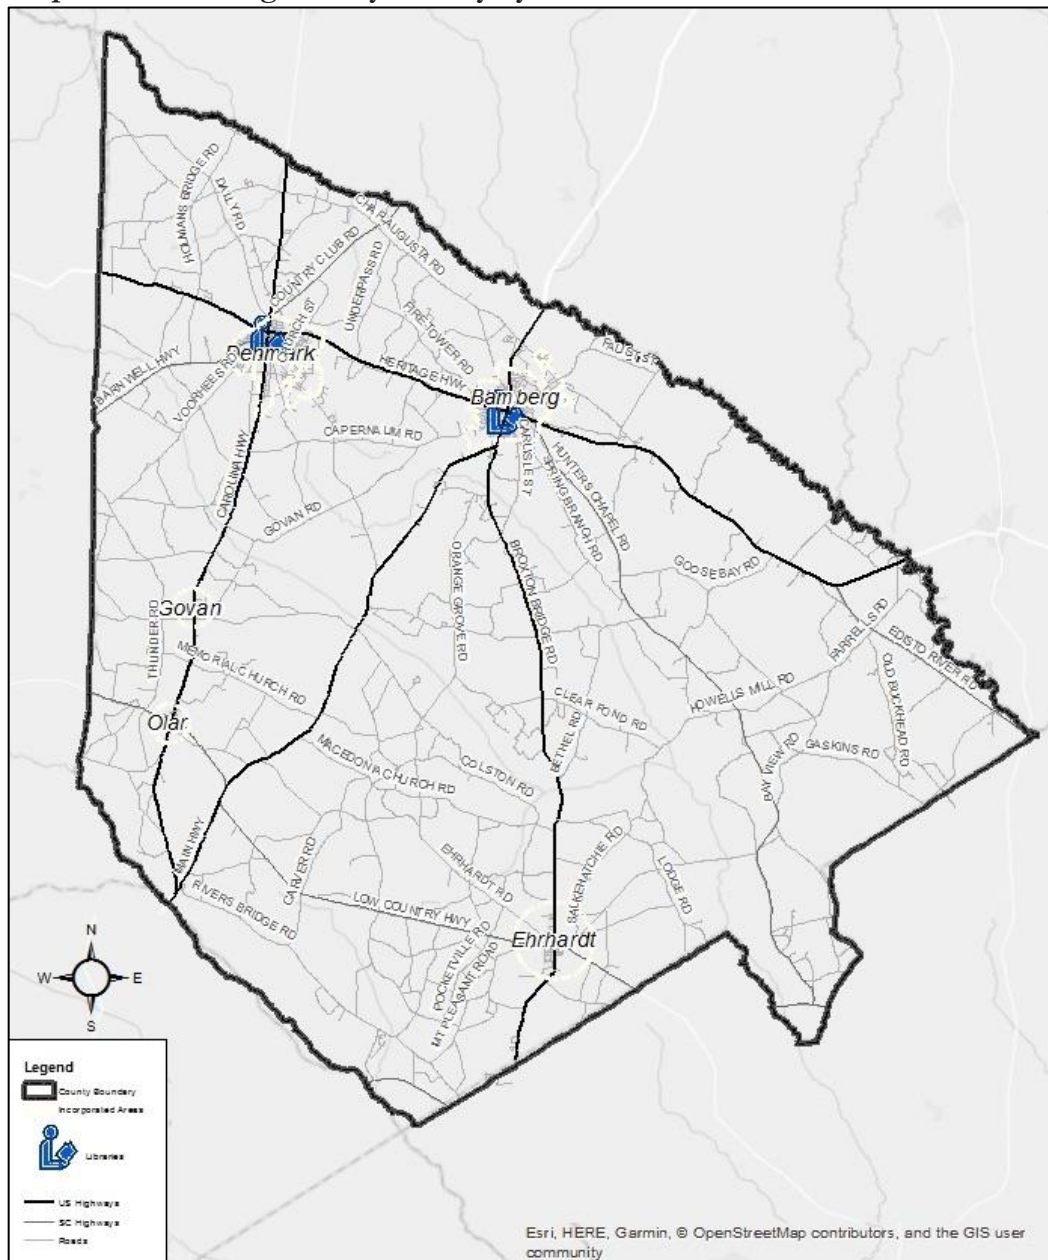 HOLMANS BRIDGE RD
DAILY RD
CHAR AUGUSTA RD
COUNTRY CLUB RD
UNDERPASS RD
CHURCH ST
FIRE TOWER RD
Denmark
HERITAGE HWY
BARNWELL HWY
VOORHEES RD
Bamberg
CAPERNAUM RD
CARLISLE ST
HUNTERS CHAPEL RD
SPRING BRANCH RD
CAROLINA HWY
GOVAN RD
ORANGE GROVE RD
BROXTON BRIDGE RD
GOOSEBAY RD
Govan
THUNDER RD
FARRELLS RD
EDISTO RIVER RD
MEMORIAL CHURCH RD
OLD BUCKHEAD RD
HOWELLS MILL RD
CLEAR POND RD
Olar
BETHEL RD
MACEDONIA CHURCH RD
COLSTON RD
BAY VIEW RD
GASKINS RD
MAIN HWY
CARVER RD
EHRHARDT RD
SALKEHATCHIE RD
LODGE RD
RIVERS BRIDGE RD
LOW COUNTRY HWY
Ehrhardt
POCKETVILLE RD
MT PLEASANT ROAD
N
W E
S
Legend
County Boundary
Incorporated Areas
Libraries
US Highways
SC Highways
Roads
Esri, HERE, Garmin, © OpenStreetMap contributors, and the GIS user
community